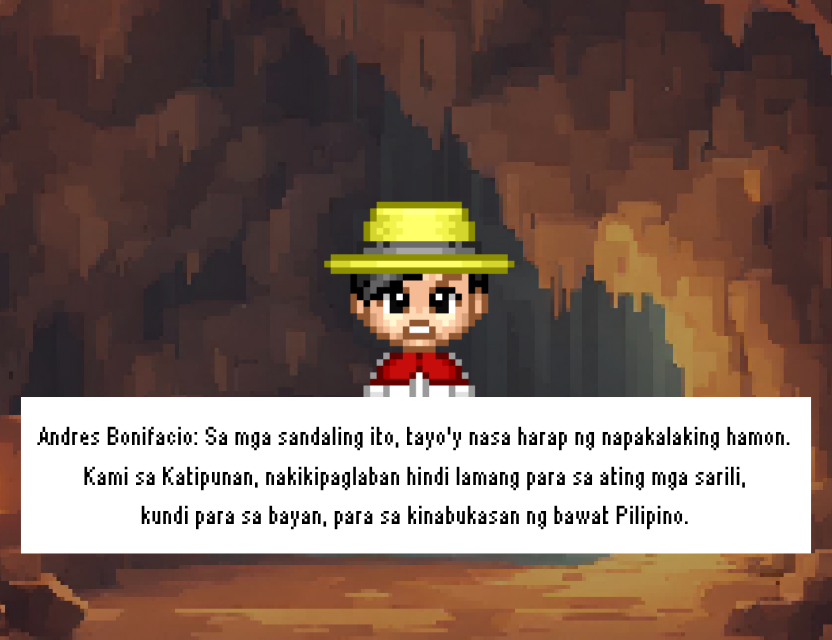 Andres Bonifacio: Sa mga sandaling ito, tayo'y nasa harap ng napakalaking hamon.
Kami sa Katipunan, nakikipaglaban hindi lamang para sa ating mga sarili,
kundi para sa bayan, para sa kinabukasan ng bawat Pilipino.